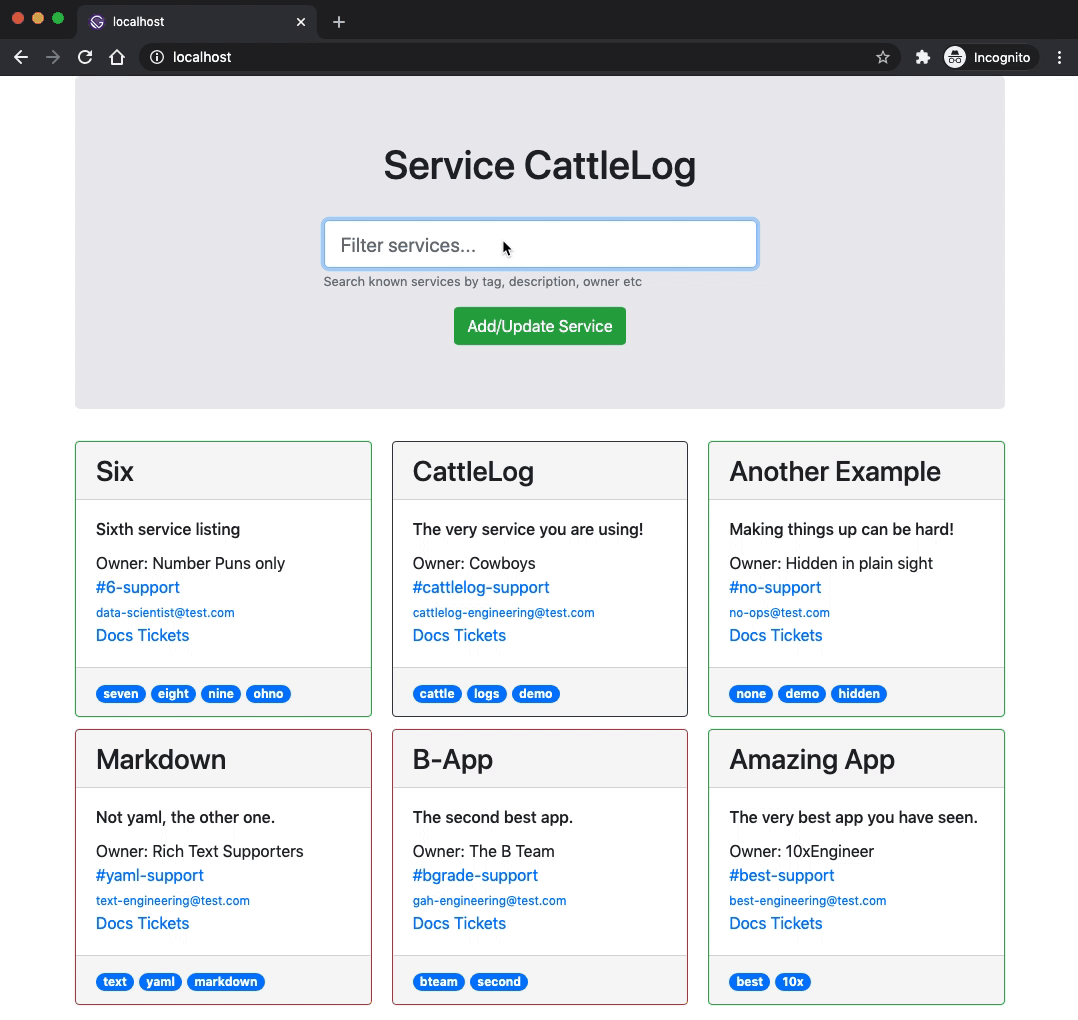 localhost
localhost
Incognito
Service CattleLog
Filter services...
Search known services by tag, description, owner etc
Add/Update Service
Six
Sixth service listing
Owner: Number Puns only
#6-support
data-scientist@test.com
Docs Tickets
seven eight nine ohno
CattleLog
The very service you are using!
Owner: Cowboys
#cattlelog-support
cattlelog-engineering@test.com
Docs Tickets
cattle logs demo
Another Example
Making things up can be hard!
Owner: Hidden in plain sight
#no-support
no-ops@test.com
Docs Tickets
none demo hidden
Markdown
Not yaml, the other one.
Owner: Rich Text Supporters
#yaml-support
text-engineering@test.com
Docs Tickets
text yaml markdown
B-App
The second best app.
Owner: The B Team
#bgrade-support
gah-engineering@test.com
Docs Tickets
bteam second
Amazing App
The very best app you have seen.
Owner: 10xEngineer
#best-support
best-engineering@test.com
Docs Tickets
best 10x